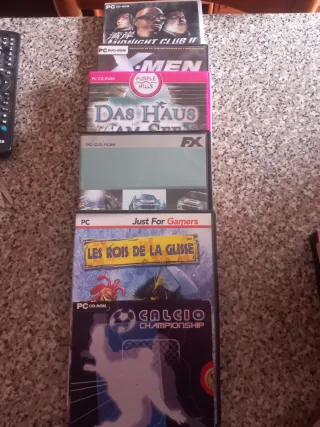 PC CD-ROM
MIDNIGHT CLUB II
PC DVD-ROM
X-MEN
PC CD-ROM
PURPLE
HILLS
DAS HAUS
AM SEE
PC CD-ROM
FX
PC
Just For Gamers
LES ROIS DE LA GLISSE
PC CD-ROM
CALCIO
CHAMPIONSHIP